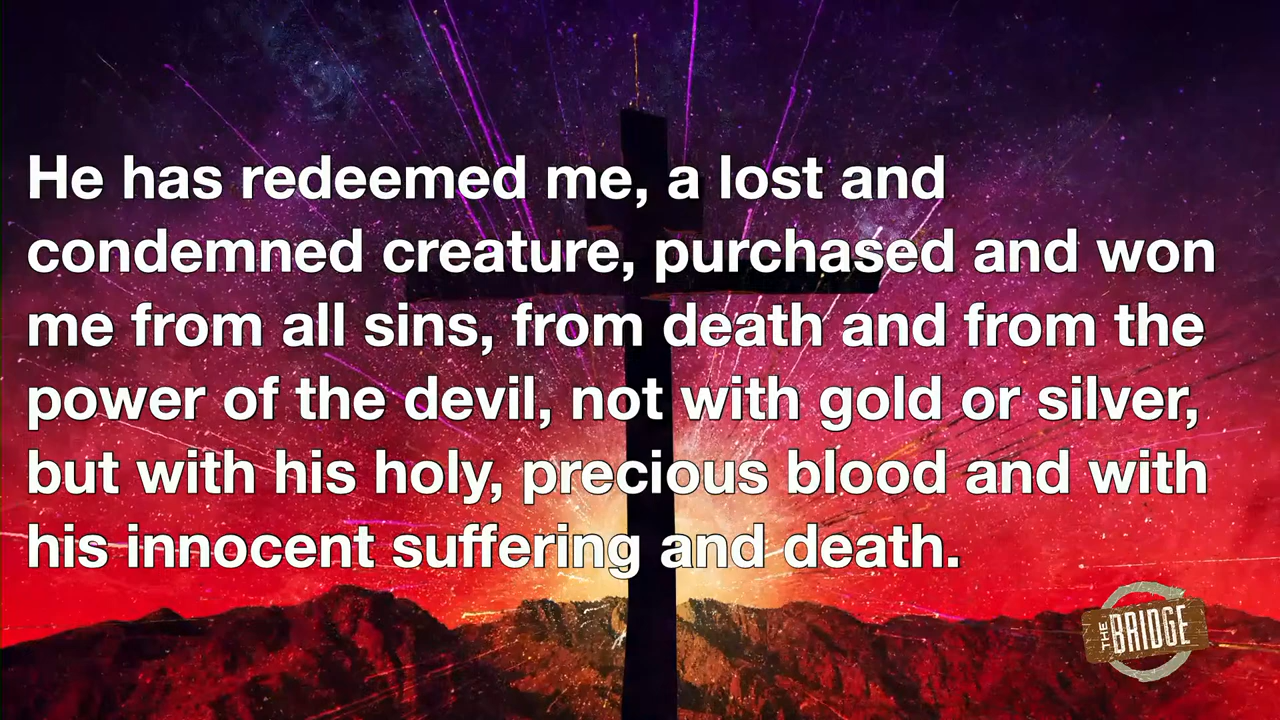 He has redeemed me, a lost and
condemned creature, purchased and won
me from all sins, from death and from the
power of the devil, not with gold or silver,
but with his holy, precious blood and with
his innocent suffering and death.
THE BRIDGE